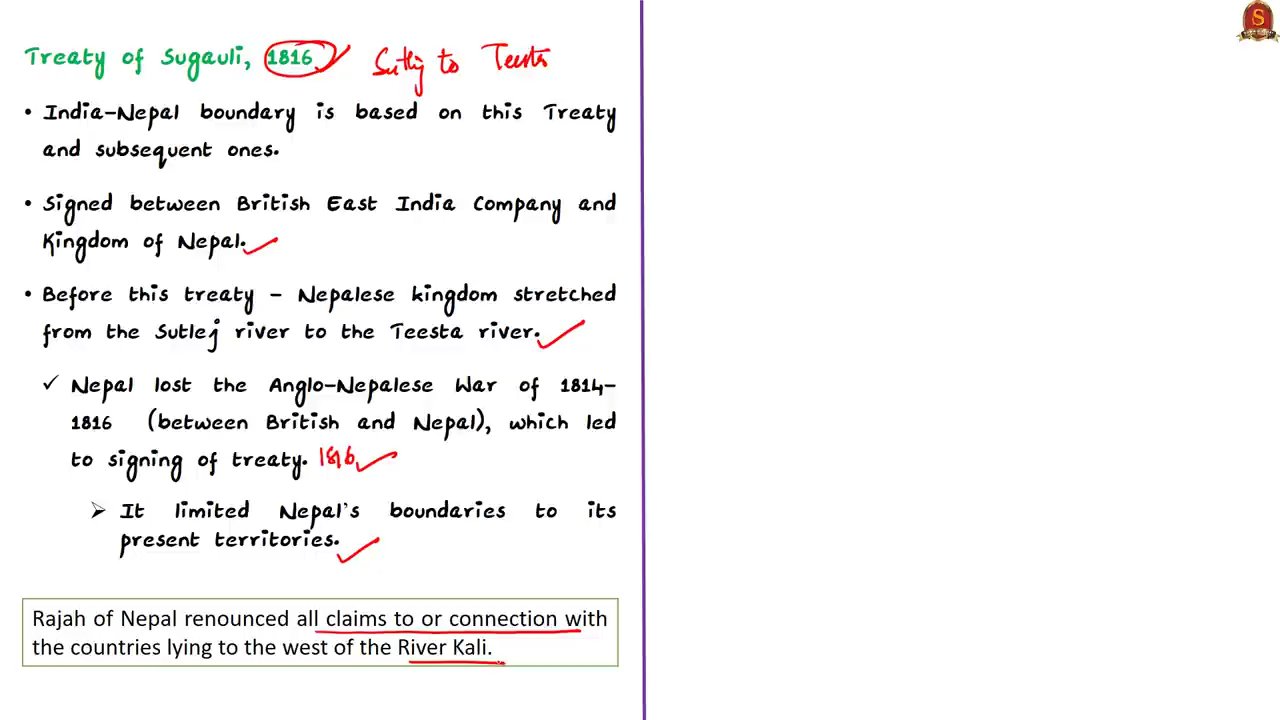 Treaty of Sugauli, 1816 Sutlej to Teesta
• India-Nepal boundary is based on this Treaty
and subsequent ones.
• Signed between British East India Company and
Kingdom of Nepal.
• Before this treaty - Nepalese kingdom stretched
from the Sutlej river to the Teesta river.
✓ Nepal lost the Anglo-Nepalese War of 1814-
1816 (between British and Nepal), which led
to signing of treaty. 1816
➢ It limited Nepal's boundaries to its
present territories.
Rajah of Nepal renounced all claims to or connection with
the countries lying to the west of the River Kali.
S